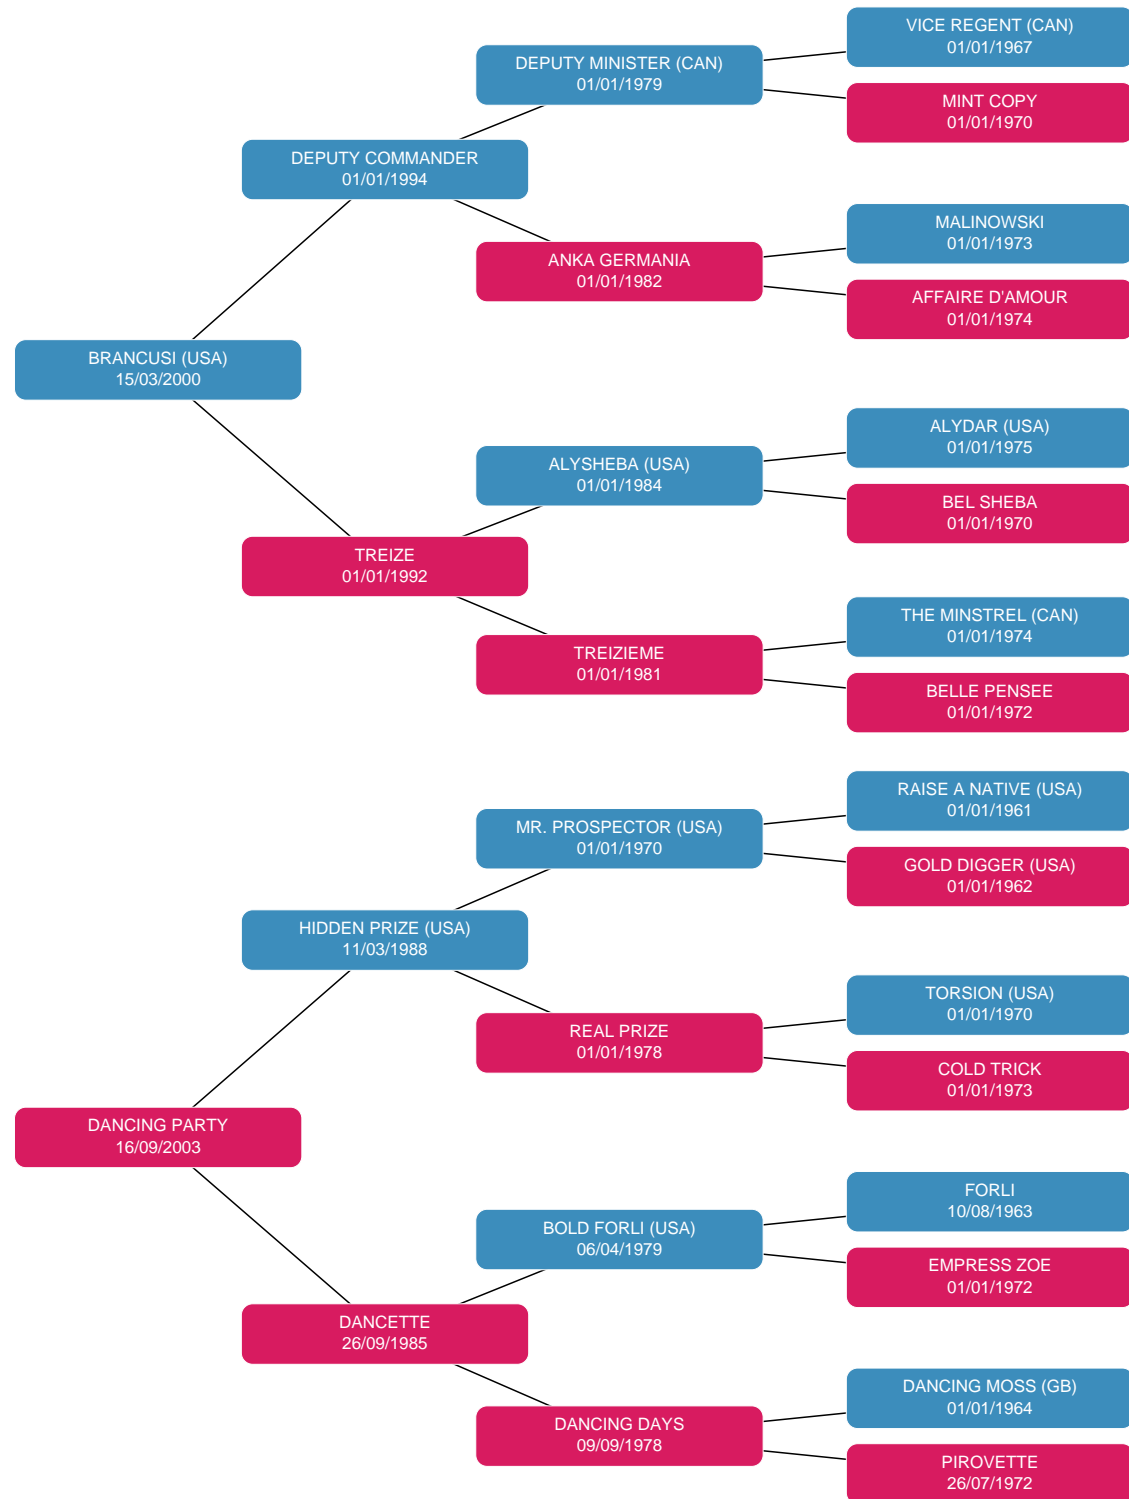 VICE REGENT (CAN)
01/01/1967
DEPUTY MINISTER (CAN)
01/01/1979
MINT COPY
01/01/1970
DEPUTY COMMANDER
01/01/1994
MALINOWSKI
01/01/1973
ANKA GERMANIA
01/01/1982
AFFAIRE D'AMOUR
01/01/1974
BRANCUSI (USA)
15/03/2000
ALYDAR (USA)
01/01/1975
ALYSHEBA (USA)
01/01/1984
BEL SHEBA
01/01/1970
TREIZE
01/01/1992
THE MINSTREL (CAN)
01/01/1974
TREIZIEME
01/01/1981
BELLE PENSEE
01/01/1972
RAISE A NATIVE (USA)
01/01/1961
MR. PROSPECTOR (USA)
01/01/1970
GOLD DIGGER (USA)
01/01/1962
HIDDEN PRIZE (USA)
11/03/1988
TORSION (USA)
01/01/1970
REAL PRIZE
01/01/1978
COLD TRICK
01/01/1973
DANCING PARTY
16/09/2003
FORLI
10/08/1963
BOLD FORLI (USA)
06/04/1979
EMPRESS ZOE
01/01/1972
DANCETTE
26/09/1985
DANCING MOSS (GB)
01/01/1964
DANCING DAYS
09/09/1978
PIROVETTE
26/07/1972